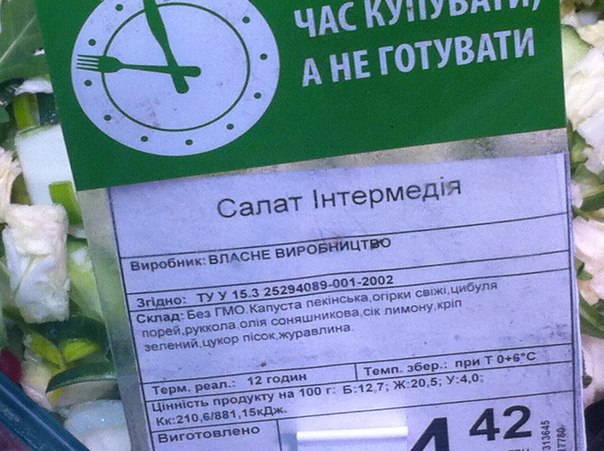 ЧАС КУПУВАТИ,
А НЕ ГОТУВАТИ
Салат Інтермедія
Виробник: ВЛАСНЕ ВИРОБНИЦТВО
Згідно: ТУ У 15.3 25294089-001-2002
Склад: Без ГМО.Капуста пекінська,огірки свіжі,цибуля
порей,руккола,олія соняшникова,сік лимону,кріп
зелений,цукор пісок,журавлина.
Терм. реал.: 12 годин Темп. збер.: при Т 0+6°С
Цінність продукту на 100 г: Б:12,7; Ж:20,5; У:4,0;
Кк:210,6/881,15кДж.
Виготовлено
42